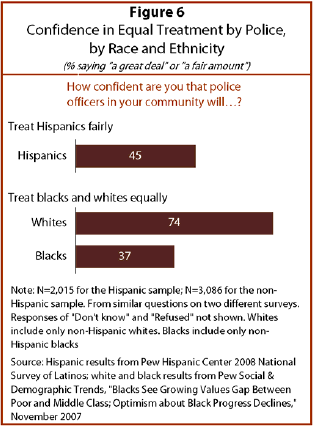 Figure 6
Confidence in Equal Treatment by Police,
by Race and Ethnicity
(% saying "a great deal" or "a fair amount")
How confident are you that police
officers in your community will...?
Treat Hispanics fairly
Hispanics 45
Treat blacks and whites equally
Whites 74
Blacks 37
Note: N=2,015 for the Hispanic sample; N=3,086 for the non-
Hispanic sample. From similar questions on two different surveys.
Responses of "Don't know" and "Refused" not shown. Whites
include only non-Hispanic whites. Blacks include only non-
Hispanic blacks
Source: Hispanic results from Pew Hispanic Center 2008 National
Survey of Latinos; white and black results from Pew Social &
Demographic Trends, "Blacks See Growing Values Gap Between
Poor and Middle Class; Optimism about Black Progress Declines,"
November 2007